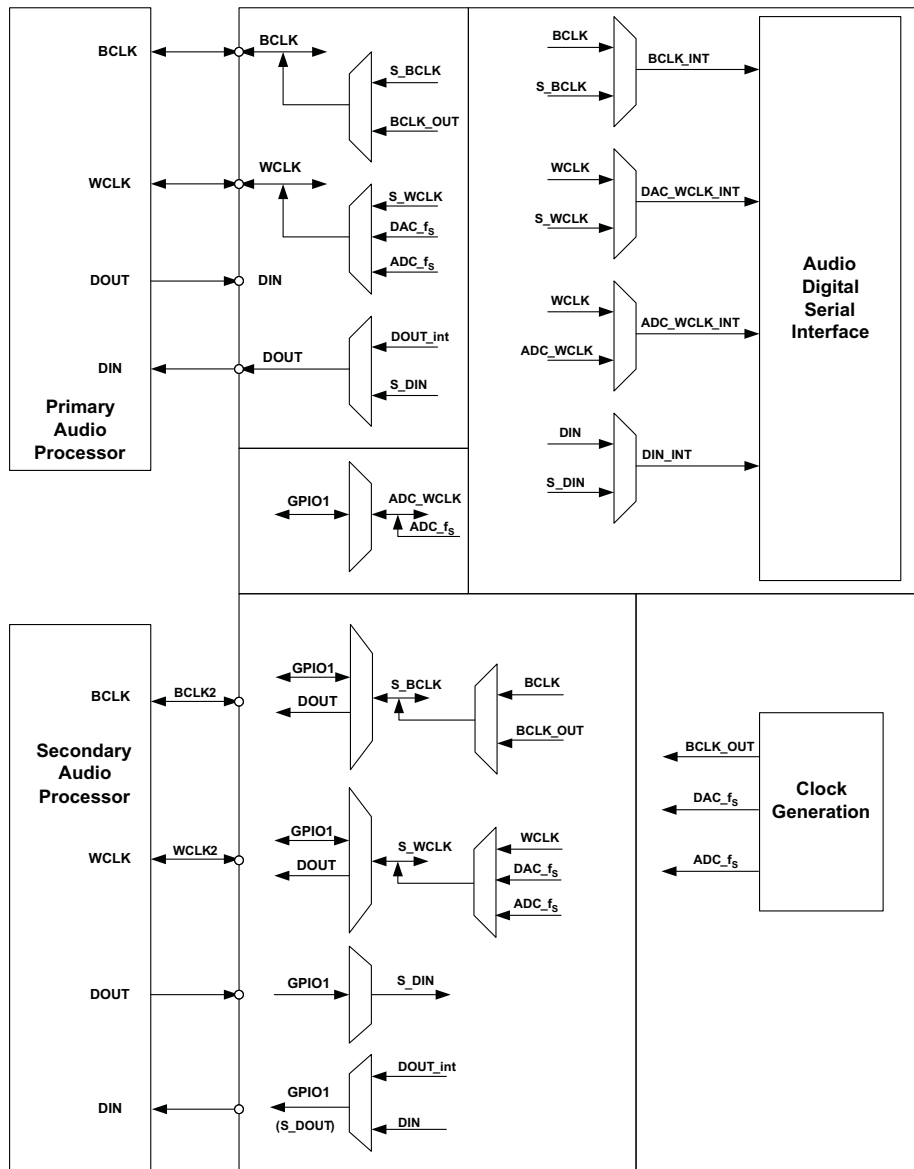 BCLK
WCLK
DOUT
DIN
Primary
Audio
Processor
BCLK
S_BCLK
BCLK_OUT
WCLK
S_WCLK
DAC_fS
ADC_fS
DIN
DOUT
DOUT_int
S_DIN
BCLK
S_BCLK
BCLK_INT
WCLK
S_WCLK
DAC_WCLK_INT
WCLK
ADC_WCLK
ADC_WCLK_INT
DIN
S_DIN
DIN_INT
Audio
Digital
Serial
Interface
GPIO1
ADC_WCLK
ADC_fS
BCLK
BCLK2
Secondary
Audio
Processor
WCLK
WCLK2
DOUT
DIN
GPIO1
DOUT
S_BCLK
BCLK
BCLK_OUT
GPIO1
DOUT
S_WCLK
WCLK
DAC_fS
ADC_fS
GPIO1
S_DIN
GPIO1
(S_DOUT)
DOUT_int
DIN
BCLK_OUT
DAC_fS
ADC_fS
Clock
Generation